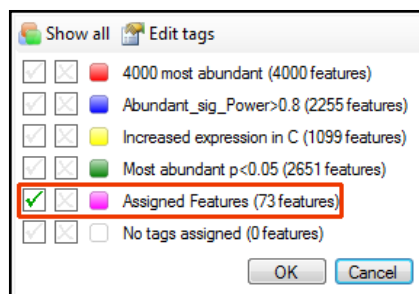 Show all Edit tags
4000 most abundant (4000 features)
Abundant_sig_Power>0.8 (2255 features)
Increased expression in C (1099 features)
Most abundant p<0.05 (2651 features)
Assigned Features (73 features)
No tags assigned (0 features)
OK Cancel